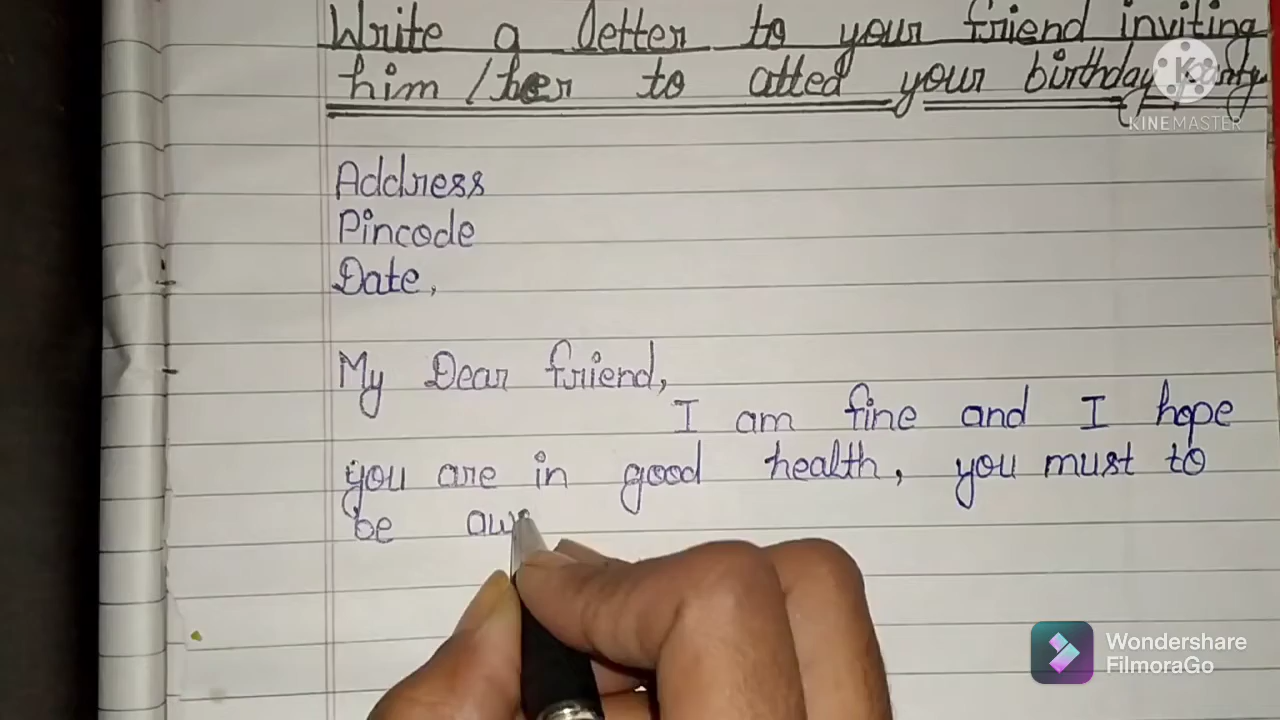 Write a letter to your friend inviting
him / her to atted your birthday party
KINEMASTER
Address
Pincode
Date,
My Dear friend,
I am fine and I hope
you are in good health, you must to
be
Wondershare
FilmoraGo